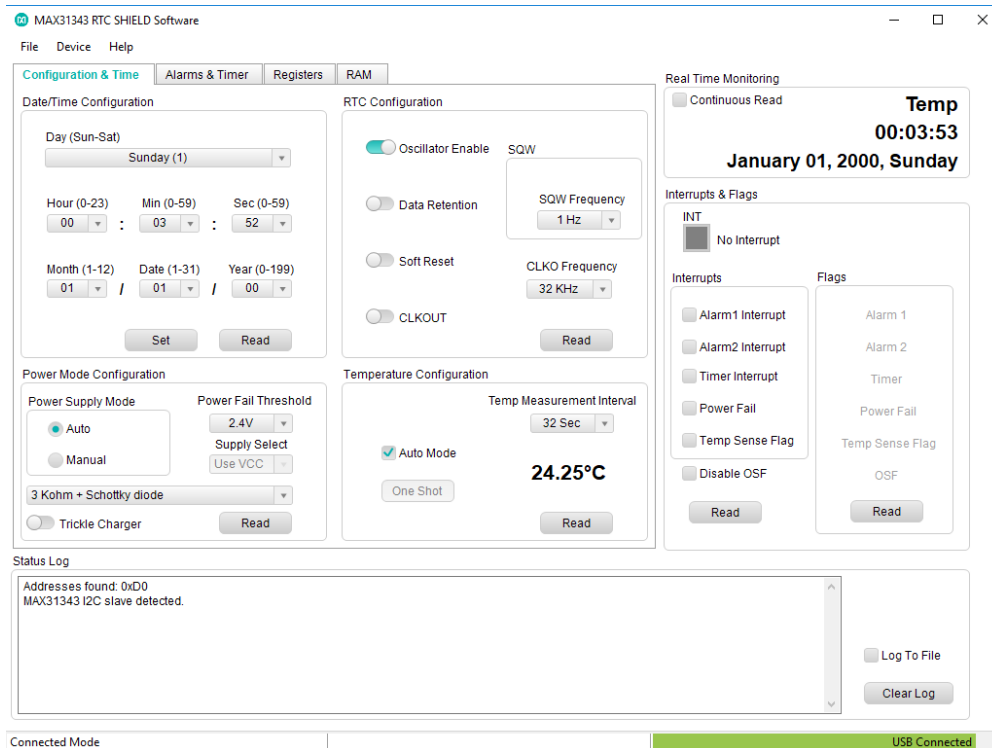 MAX31343 RTC SHIELD Software
File Device Help
Configuration & Time Alarms & Timer Registers RAM
Date/Time Configuration
Day (Sun-Sat)
Sunday (1)
Hour (0-23) Min (0-59) Sec (0-59)
00 : 03 : 52
Month (1-12) Date (1-31) Year (0-199)
01 / 01 / 00
Set Read
RTC Configuration
Oscillator Enable
Data Retention
Soft Reset
CLKOUT
SQW
SQW Frequency
1 Hz
CLKO Frequency
32 KHz
Read
Power Mode Configuration
Power Supply Mode
Auto
Manual
Power Fail Threshold
2.4V
Supply Select
Use VCC
3 Kohm + Schottky diode
Trickle Charger
Read
Temperature Configuration
Temp Measurement Interval
32 Sec
Auto Mode
24.25°C
One Shot
Read
Real Time Monitoring
Continuous Read
Temp
00:03:53
January 01, 2000, Sunday
Interrupts & Flags
INT
No Interrupt
Interrupts
Alarm1 Interrupt
Alarm2 Interrupt
Timer Interrupt
Power Fail
Temp Sense Flag
Disable OSF
Read
Flags
Alarm 1
Alarm 2
Timer
Power Fail
Temp Sense Flag
OSF
Read
Status Log
Addresses found: 0xD0
MAX31343 I2C slave detected.
Log To File
Clear Log
Connected Mode
USB Connected